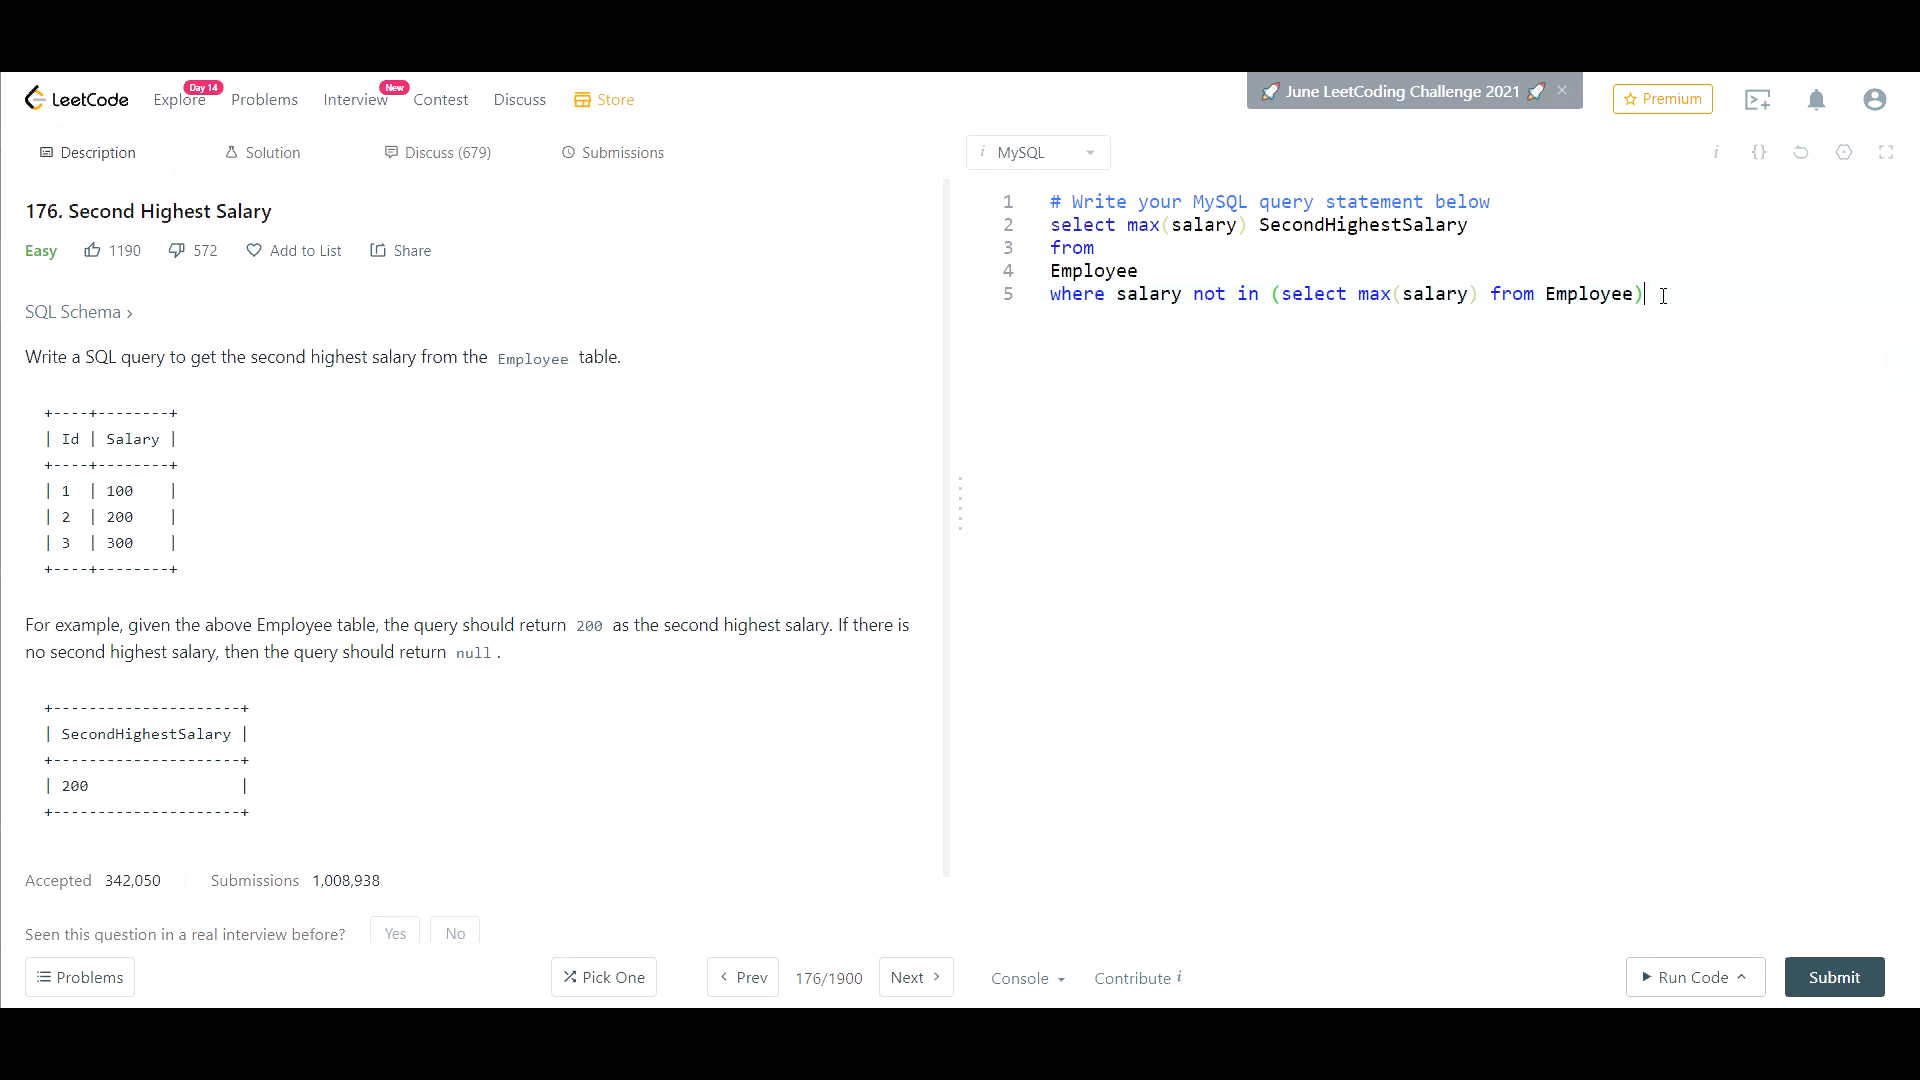 LeetCode Explore Day 14 Problems Interview New Contest Discuss Store 🚀 June LeetCoding Challenge 2021 🚀 × Premium
Description Solution Discuss (679) Submissions i MySQL i {}
176. Second Highest Salary
Easy 1190 572 Add to List Share
SQL Schema ›
Write a SQL query to get the second highest salary from the Employee table.
+----+--------+
| Id | Salary |
+----+--------+
| 1  | 100    |
| 2  | 200    |
| 3  | 300    |
+----+--------+
For example, given the above Employee table, the query should return 200 as the second highest salary. If there is
no second highest salary, then the query should return null.
+---------------------+
| SecondHighestSalary |
+---------------------+
| 200                 |
+---------------------+
Accepted 342,050 Submissions 1,008,938
Seen this question in a real interview before? Yes No
Problems Pick One ‹ Prev 176/1900 Next ›
1 # Write your MySQL query statement below
2 select max(salary) SecondHighestSalary
3 from
4 Employee
5 where salary not in (select max(salary) from Employee)
Console Contribute i Run Code Submit